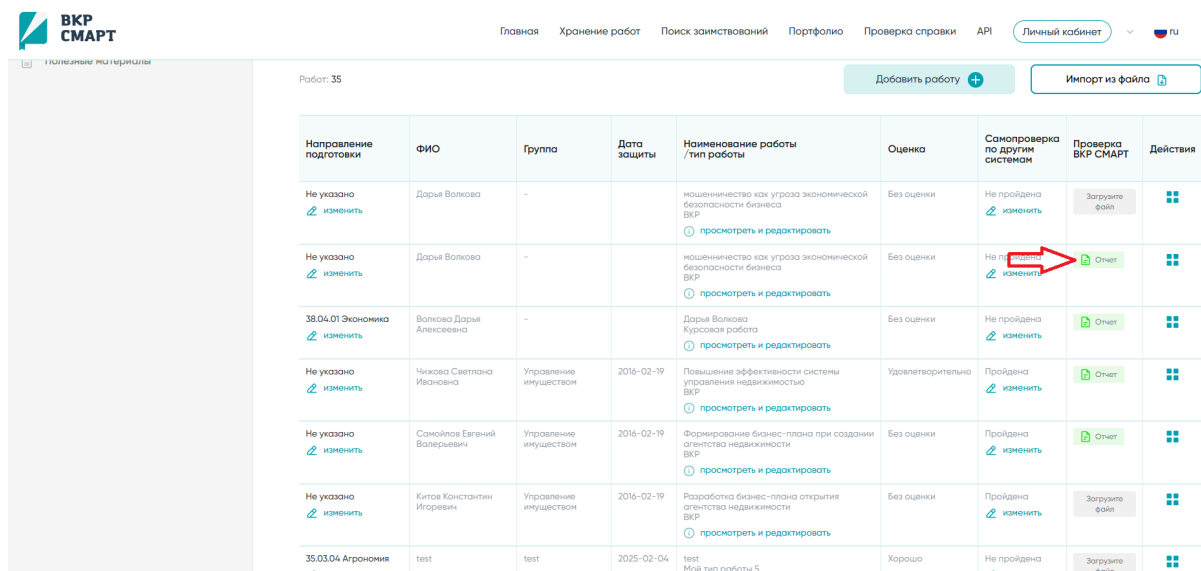 ВКР
СМАРТ
Главная Хранение работ Поиск заимствований Портфолио Проверка справки API Личный кабинет ru
Полезные материалы
Работ: 35
Добавить работу
Импорт из файла
Направление подготовки
ФИО
Группа
Дата защиты
Наименование работы /тип работы
Оценка
Самопроверка по другим системам
Проверка ВКР СМАРТ
Действия
Не указано
изменить
Дарья Волкова
-
мошенничество как угроза экономической
безопасности бизнеса
ВКР
просмотреть и редактировать
Без оценки
Не пройдена
изменить
Загрузите
файл
Не указано
изменить
Дарья Волкова
-
мошенничество как угроза экономической
безопасности бизнеса
ВКР
просмотреть и редактировать
Без оценки
Не пройдена
изменить
Отчет
38.04.01 Экономика
изменить
Волкова Дарья
Алексеевна
-
Дарья Волкова
Курсовая работа
просмотреть и редактировать
Без оценки
Не пройдена
изменить
Отчет
Не указано
изменить
Чижова Светлана
Ивановна
Управление
имуществом
2016-02-19
Повышение эффективности системы
управления недвижимостью
ВКР
просмотреть и редактировать
Удовлетворительно
Пройдена
изменить
Отчет
Не указано
изменить
Самойлов Евгений
Валерьевич
Управление
имуществом
2016-02-19
Формирование бизнес-плана при создании
агентства недвижимости
ВКР
просмотреть и редактировать
Без оценки
Пройдена
изменить
Отчет
Не указано
изменить
Китов Константин
Игоревич
Управление
имуществом
2016-02-19
Разработка бизнес-плана открытия
агентства недвижимости
ВКР
просмотреть и редактировать
Без оценки
Пройдена
изменить
Загрузите
файл
35.03.04 Агрономия
test
test
2025-02-04
test
Мой тип работы 5
Хорошо
Не пройдена
Загрузите
файл